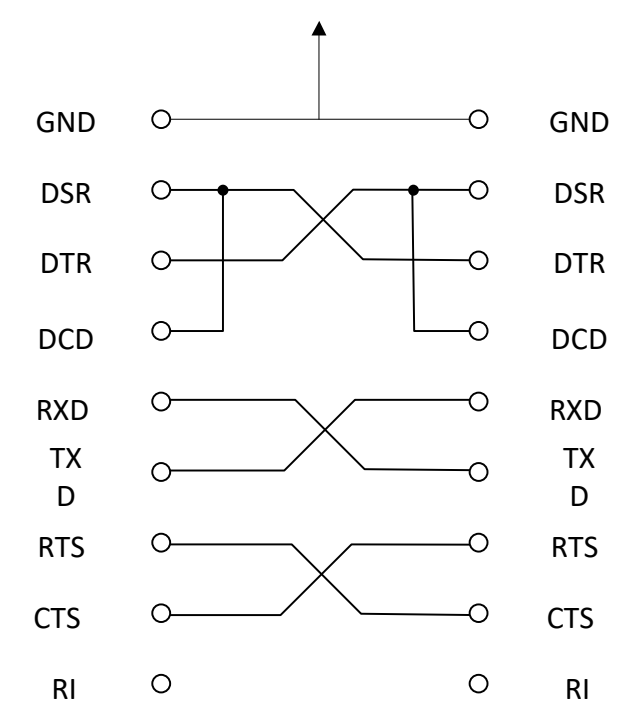 GND GND
DSR DSR
DTR DTR
DCD DCD
RXD RXD
TX TX
D D
RTS RTS
CTS CTS
RI RI